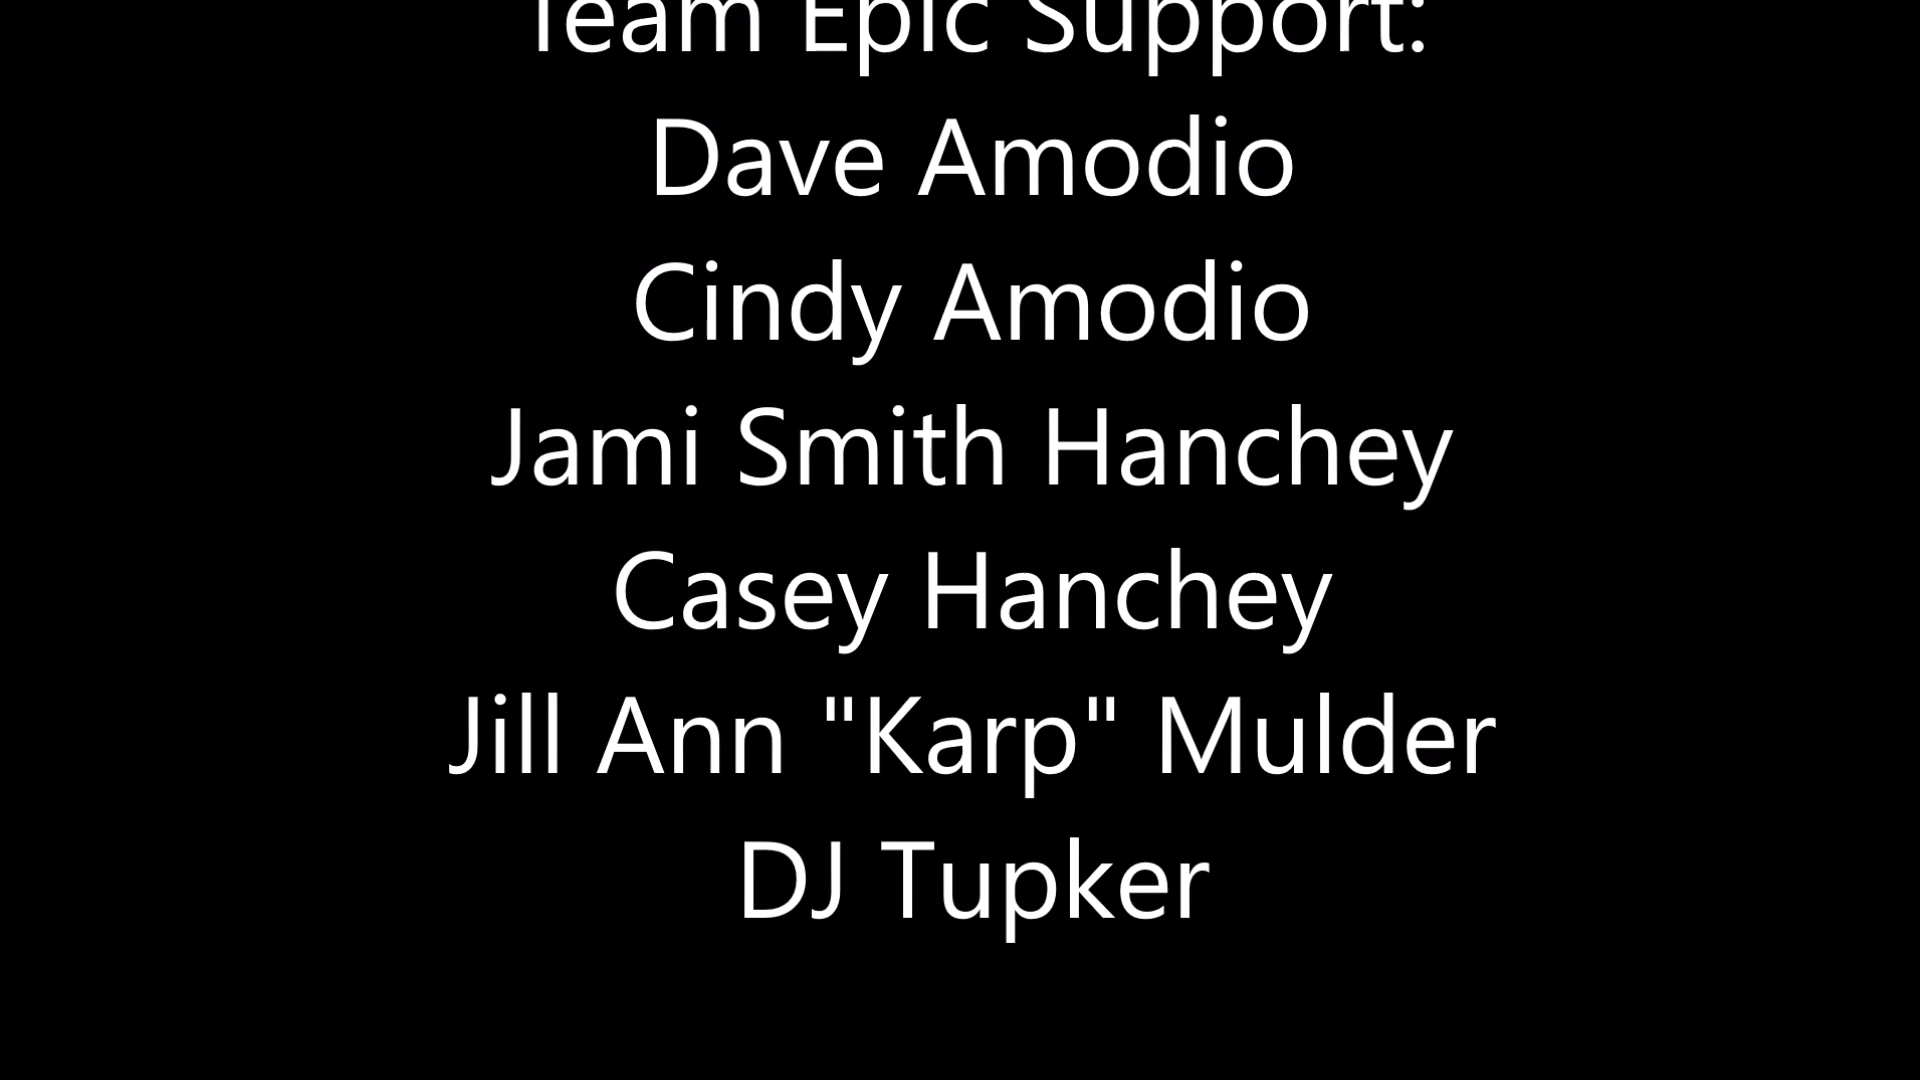 Team Epic Support:
Dave Amodio
Cindy Amodio
Jami Smith Hanchey
Casey Hanchey
Jill Ann "Karp" Mulder
DJ Tupker